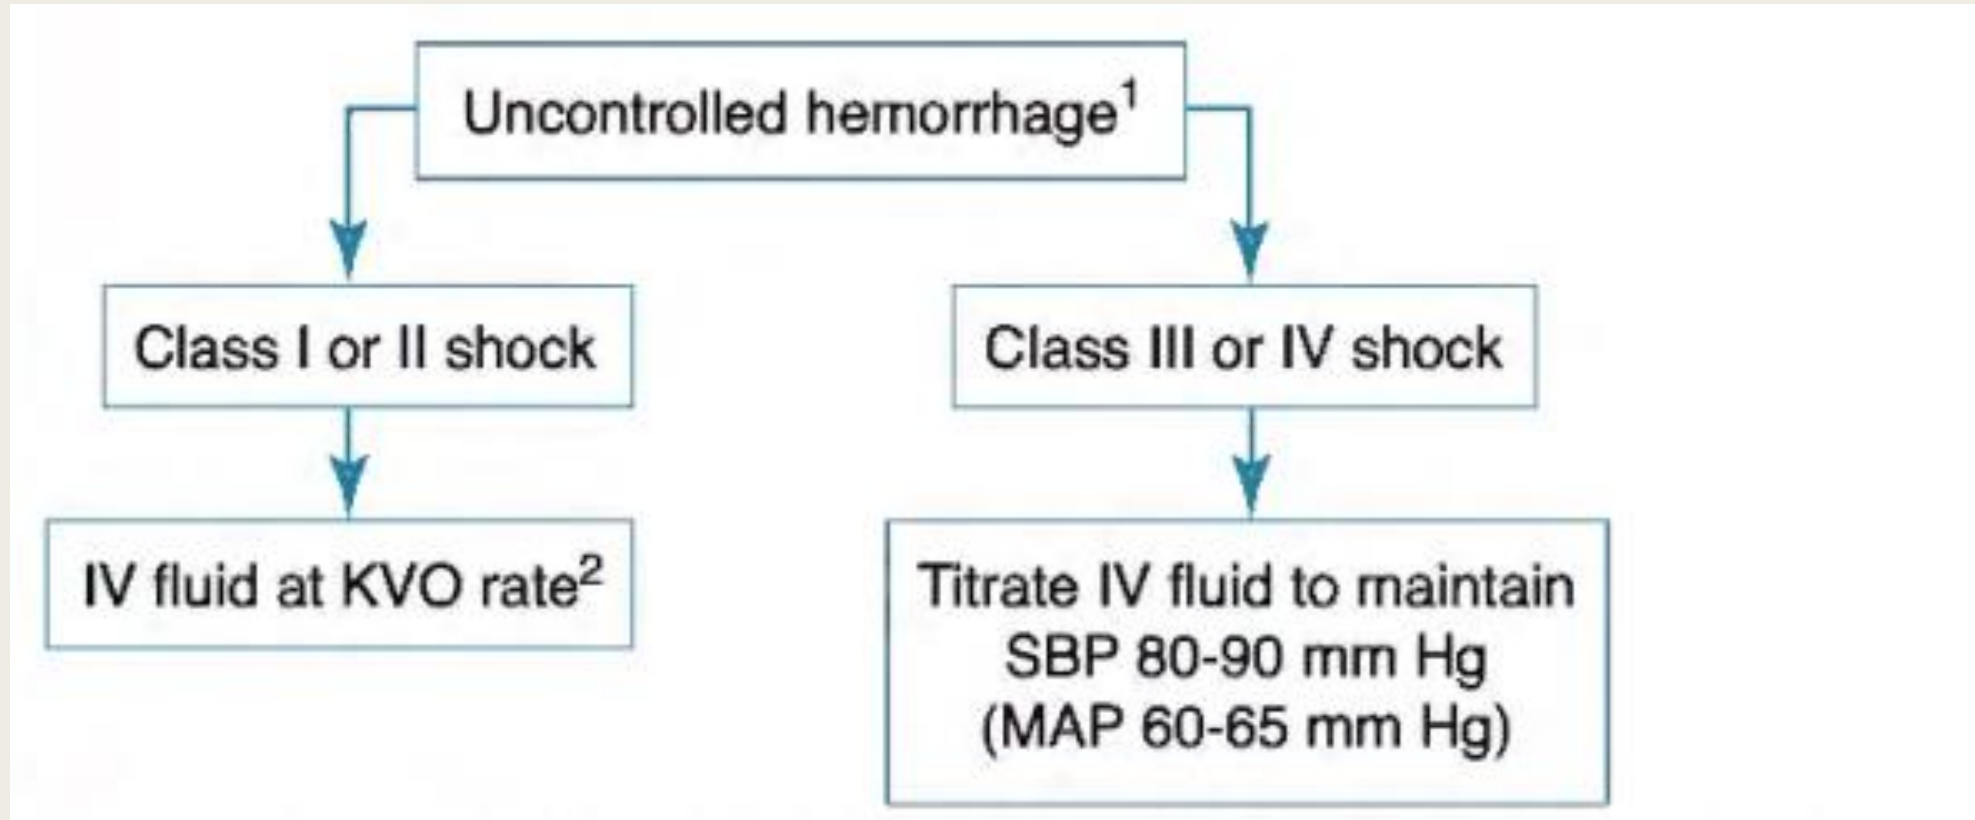 Uncontrolled hemorrhage¹
Class I or II shock
Class III or IV shock
IV fluid at KVO rate²
Titrate IV fluid to maintain
SBP 80-90 mm Hg
(MAP 60-65 mm Hg)